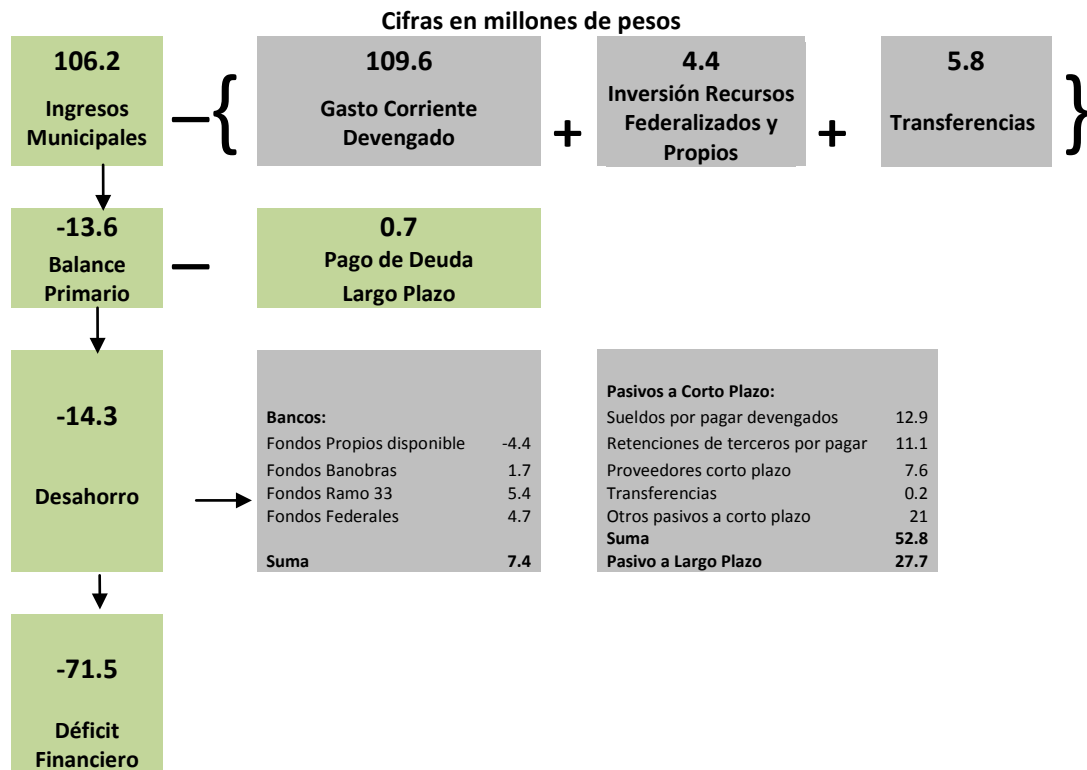 Cifras en millones de pesos
106.2
Ingresos
Municipales
—
{
109.6
Gasto Corriente
Devengado
+
4.4
Inversión Recursos
Federalizados y
Propios
+
5.8
Transferencias
}
-13.6
Balance
Primario
—
0.7
Pago de Deuda
Largo Plazo
-14.3
Desahorro
Bancos:
Fondos Propios disponible -4.4
Fondos Banobras 1.7
Fondos Ramo 33 5.4
Fondos Federales 4.7
Suma 7.4
Pasivos a Corto Plazo:
Sueldos por pagar devengados 12.9
Retenciones de terceros por pagar 11.1
Proveedores corto plazo 7.6
Transferencias 0.2
Otros pasivos a corto plazo 21
Suma 52.8
Pasivo a Largo Plazo 27.7
-71.5
Déficit
Financiero